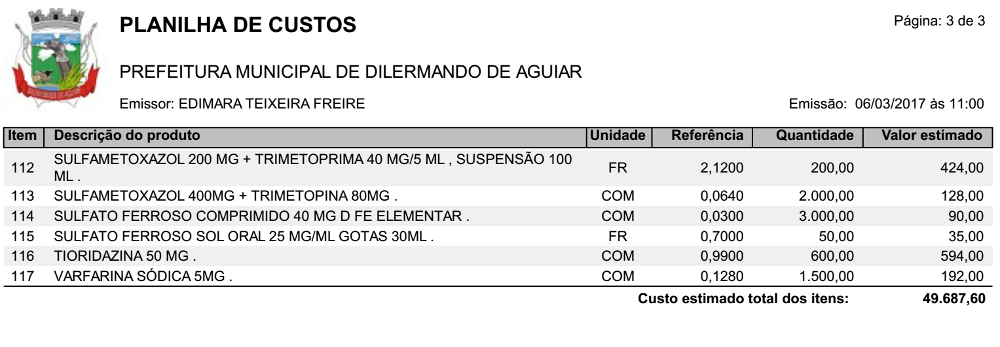 PLANILHA DE CUSTOS
Página: 3 de 3
PREFEITURA MUNICIPAL DE DILERMANDO DE AGUIAR
Emissor: EDIMARA TEIXEIRA FREIRE
Emissão: 06/03/2017 às 11:00
Item Descrição do produto Unidade Referência Quantidade Valor estimado
112 SULFAMETOXAZOL 200 MG + TRIMETOPRIMA 40 MG/5 ML , SUSPENSÃO 100 FR 2,1200 200,00 424,00
ML .
113 SULFAMETOXAZOL 400MG + TRIMETOPINA 80MG . COM 0,0640 2.000,00 128,00
114 SULFATO FERROSO COMPRIMIDO 40 MG D FE ELEMENTAR . COM 0,0300 3.000,00 90,00
115 SULFATO FERROSO SOL ORAL 25 MG/ML GOTAS 30ML . FR 0,7000 50,00 35,00
116 TIORIDAZINA 50 MG . COM 0,9900 600,00 594,00
117 VARFARINA SÓDICA 5MG . COM 0,1280 1.500,00 192,00
Custo estimado total dos itens: 49.687,60